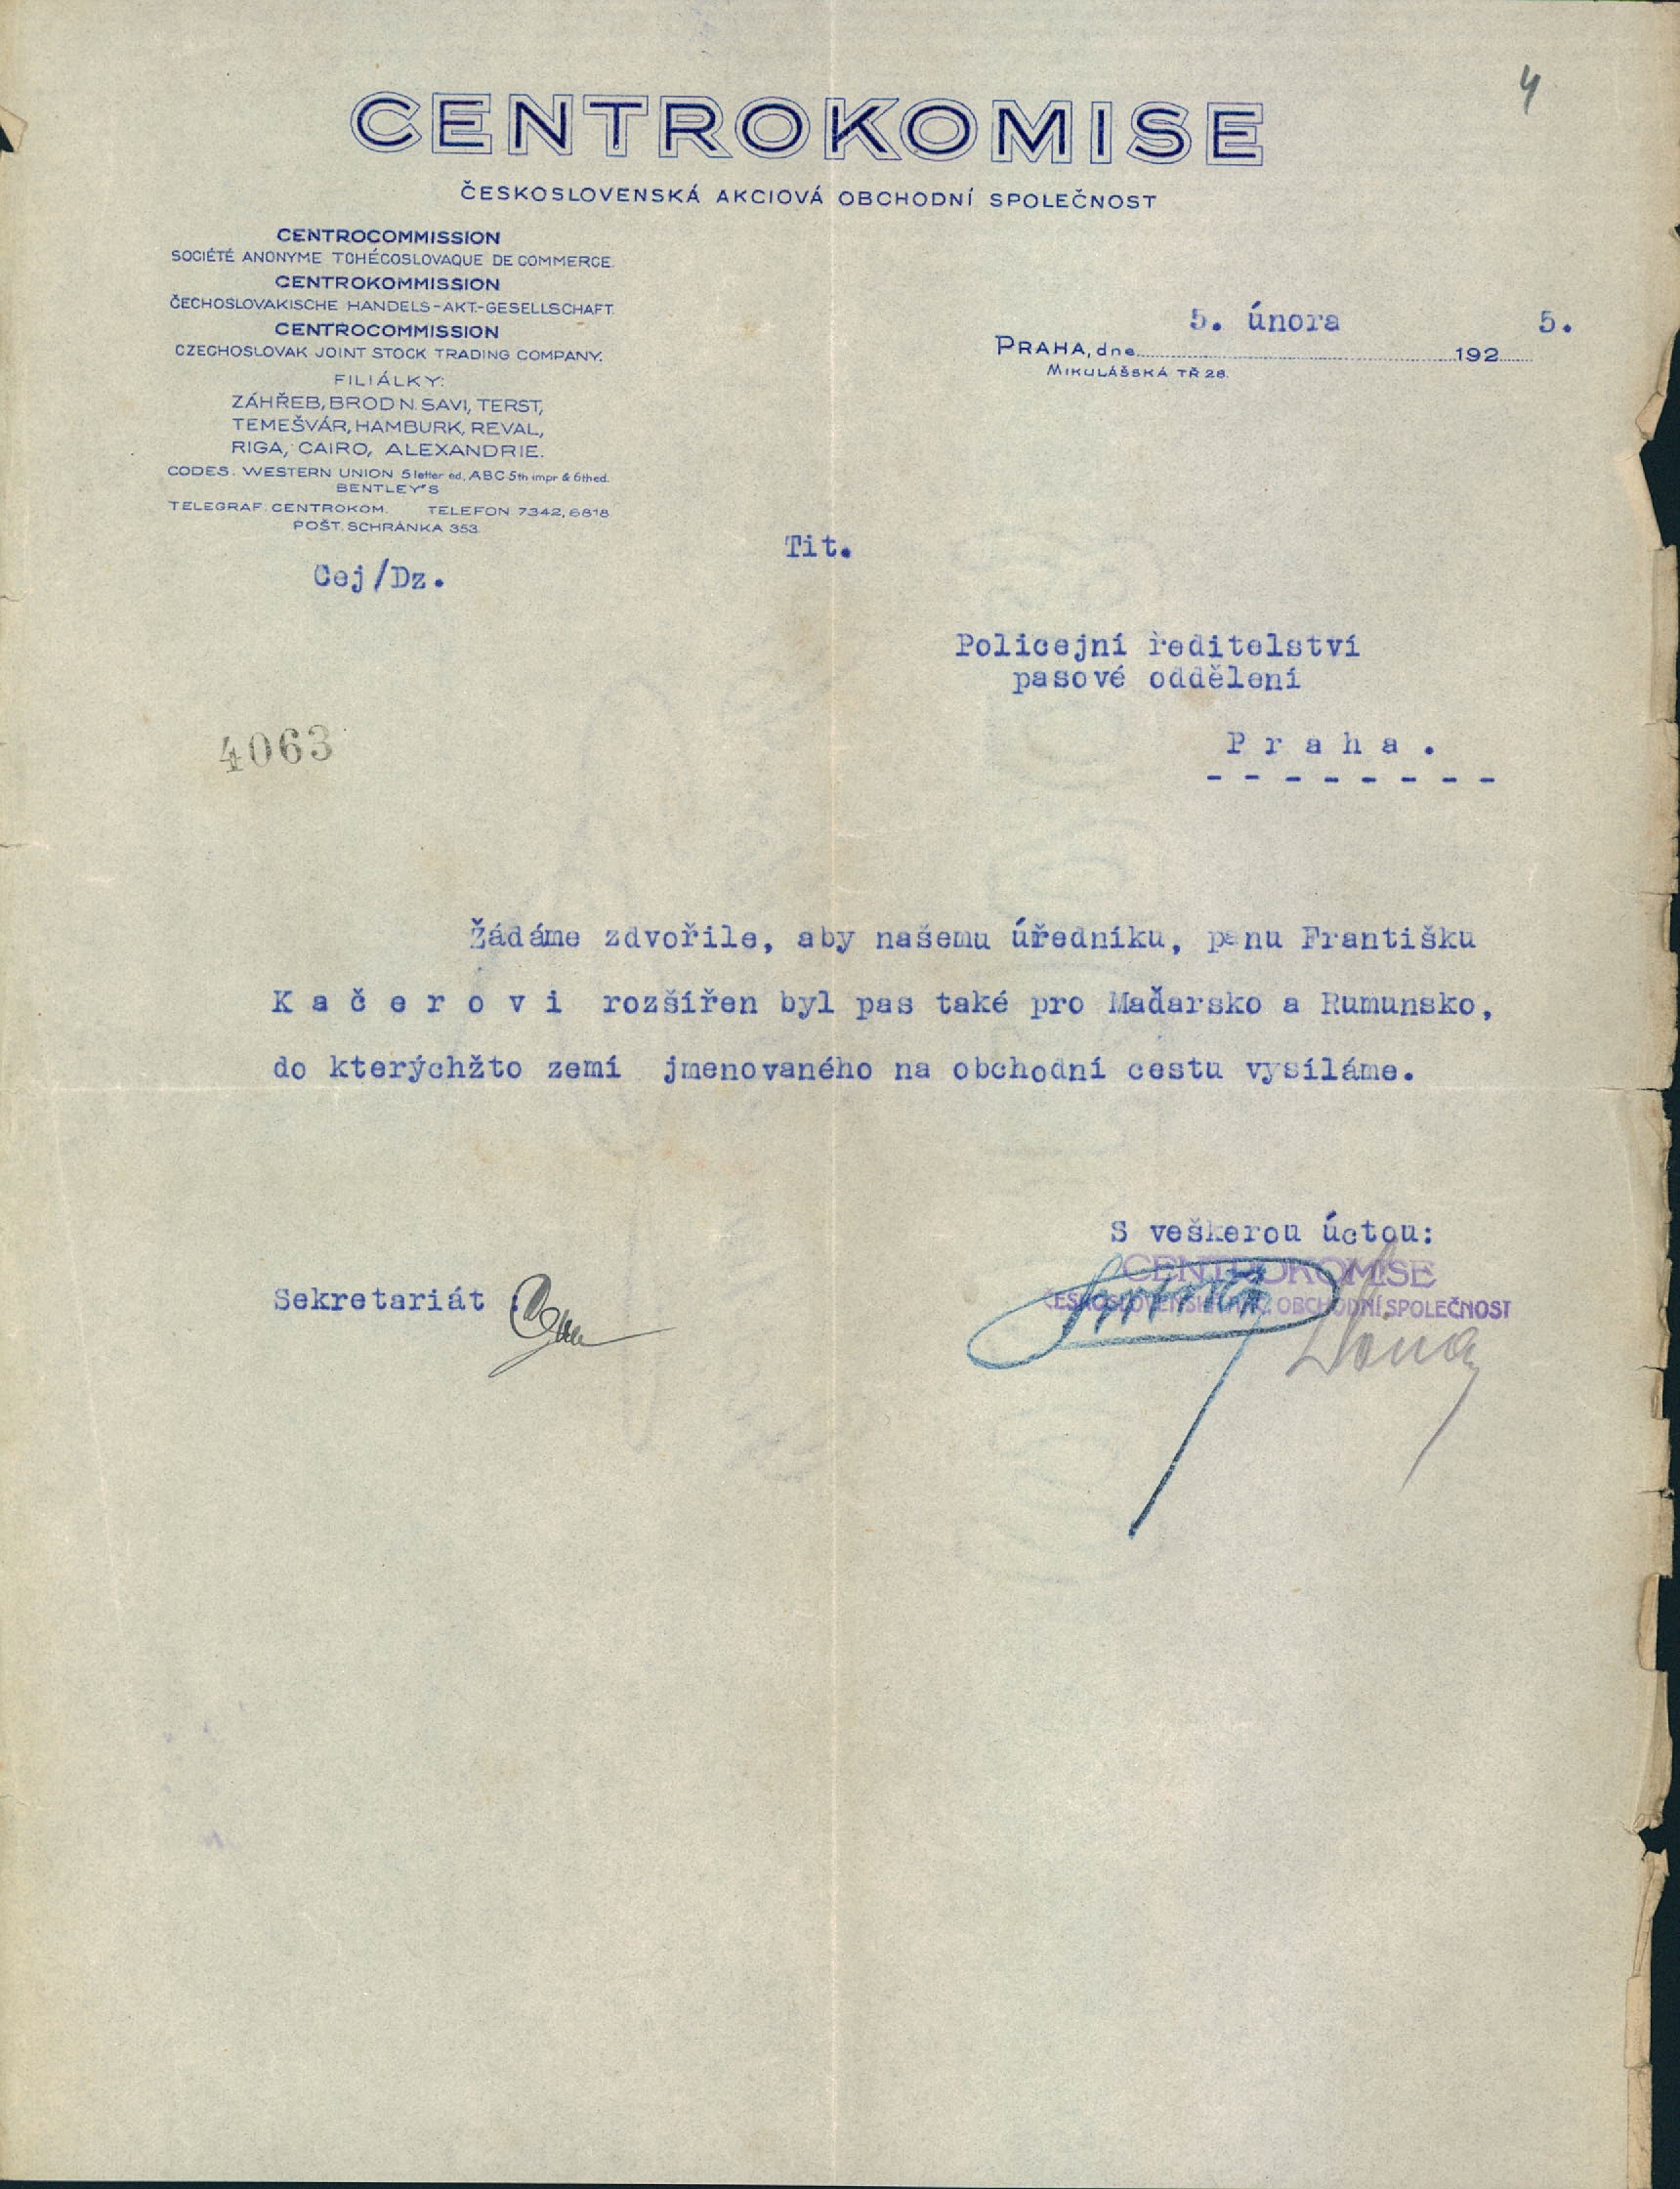 4
CENTROKOMISE
ČESKOSLOVENSKÁ AKCIOVÁ OBCHODNÍ SPOLEČNOST
CENTROCOMMISSION
SOCIÉTÉ ANONYME TCHÉCOSLOVAQUE DE COMMERCE.
CENTROKOMMISSION
ČECHOSLOVAKISCHE HANDELS-AKT.-GESELLSCHAFT.
CENTROCOMMISSION
CZECHOSLOVAK JOINT STOCK TRADING COMPANY.
FILIÁLKY:
ZÁHŘEB, BROD N. SAVI, TERST,
TEMEŠVÁR, HAMBURK, REVAL,
RIGA, CAIRO, ALEXANDRIE.
CODES. WESTERN UNION 5 letter ed, ABC 5th impr & 6th ed.
BENTLEY'S
TELEGRAF: CENTROKOM. TELEFON 7342, 6818
POŠT. SCHRÁNKA 353.
5. února 5.
PRAHA, dne 192
MIKULÁŠSKÁ TŘ 28.
Tit.
Cej/Dz.
Policejní ředitelství
pasové oddělení
P r a h a .
- - - - - - - -
4063
Žádáme zdvořile, aby našemu úředníku, panu Františku
K a č e r o v i rozšířen byl pas také pro Maďarsko a Rumunsko,
do kterýchžto zemí jmenovaného na obchodní cestu vysíláme.
S veškerou úctou:
CENTROKOMISE
ČESKOSLOVENSKÁ AKC. OBCHODNÍ SPOLEČNOST
Sekretariát :